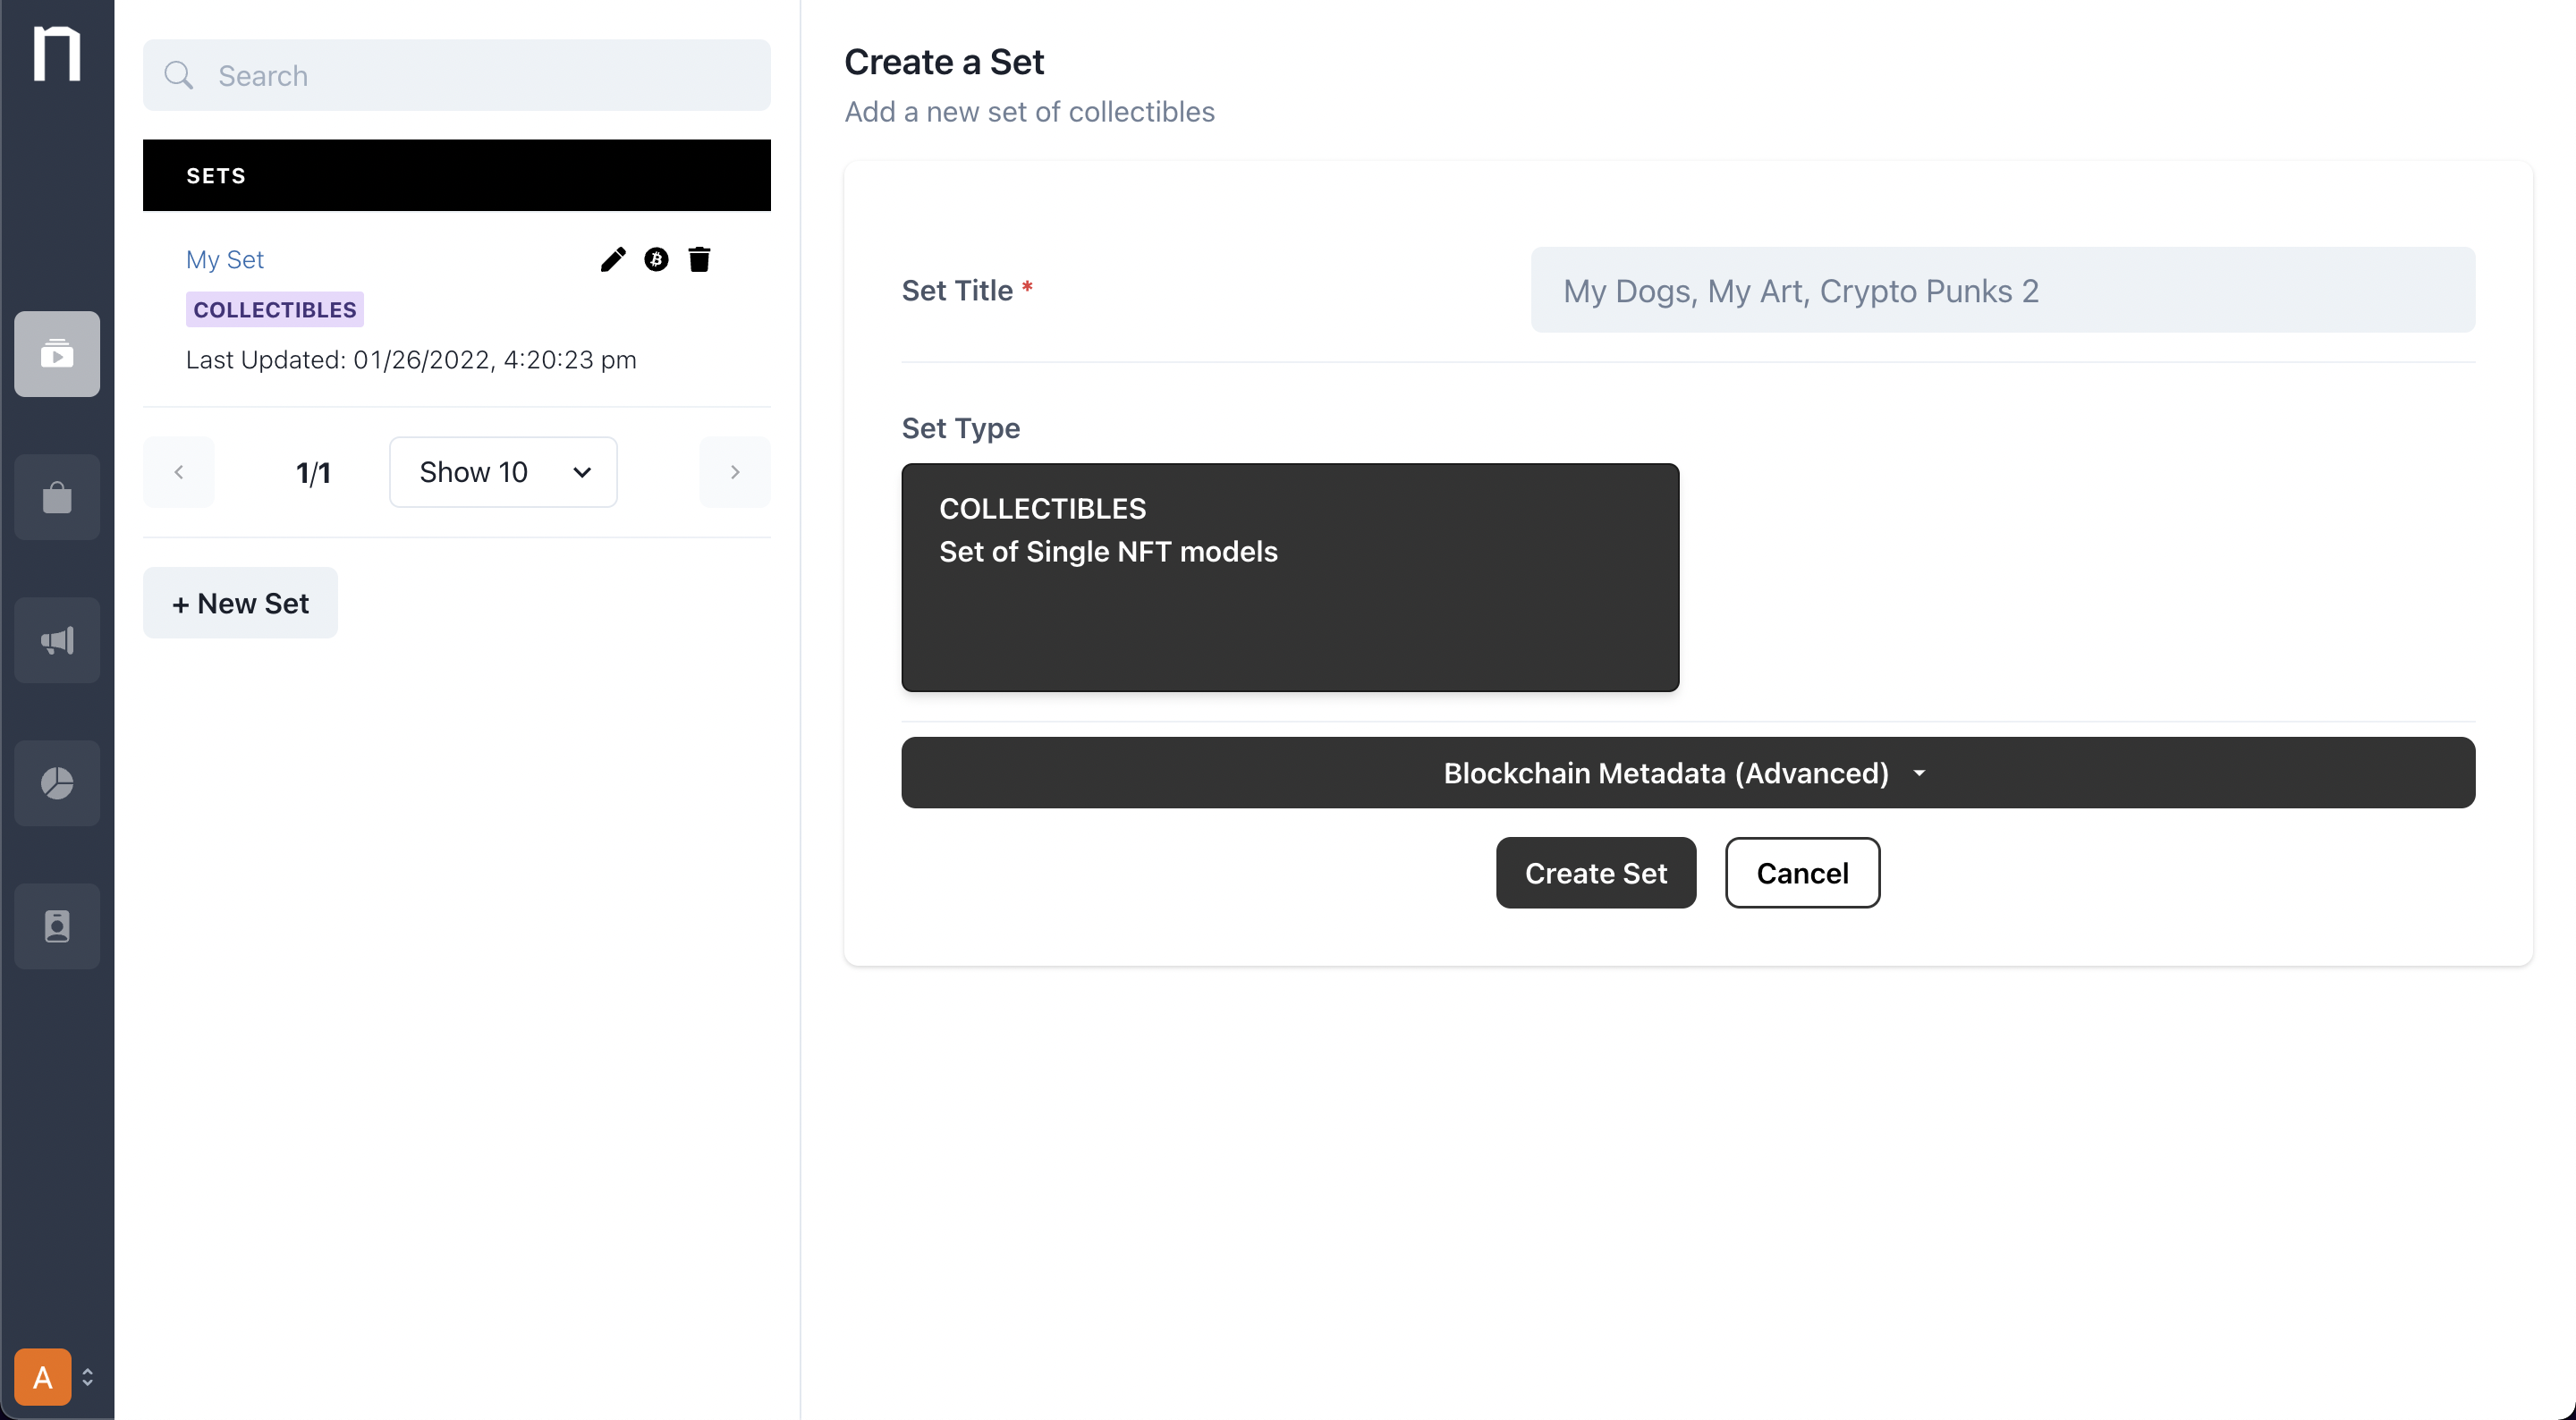 n
Search
SETS
My Set
COLLECTIBLES
Last Updated: 01/26/2022, 4:20:23 pm
1/1
Show 10
+ New Set
A
Create a Set
Add a new set of collectibles
Set Title *
My Dogs, My Art, Crypto Punks 2
Set Type
COLLECTIBLES
Set of Single NFT models
Blockchain Metadata (Advanced)
Create Set
Cancel